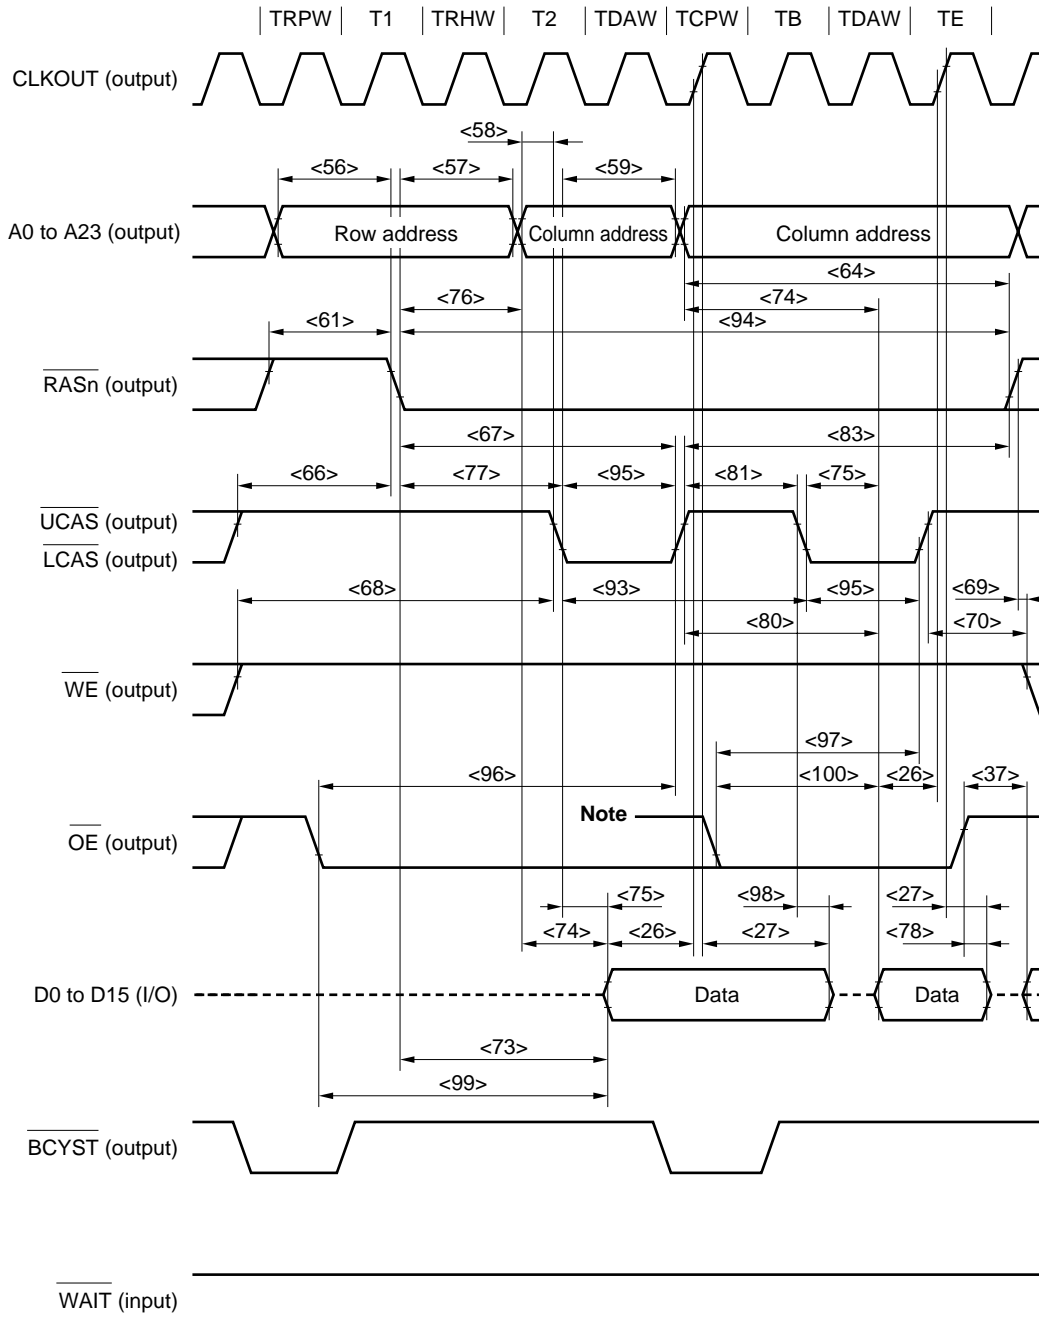 TRPW T1 TRHW T2 TDAW TCPW TB TDAW TE
CLKOUT (output)
<58>
<56> <57> <59>
A0 to A23 (output) Row address Column address Column address
<64>
<76> <74>
<61> <94>
RASn (output)
<67> <83>
<66> <77> <95> <81> <75>
UCAS (output)
LCAS (output)
<68> <93> <95> <69>
<80> <70>
WE (output)
<97>
<96> <100> <26> <37>
Note
OE (output)
<75> <98> <27>
<74> <26> <27> <78>
D0 to D15 (I/O) Data Data
<73>
<99>
BCYST (output)
WAIT (input)